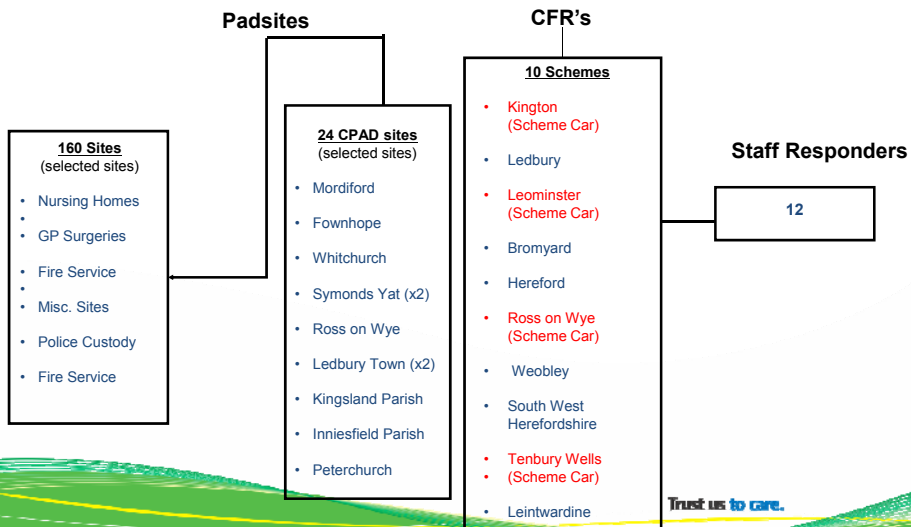 Padsites
160 Sites
(selected sites)
• Nursing Homes
•
• GP Surgeries
• Fire Service
•
• Misc. Sites
• Police Custody
• Fire Service
24 CPAD sites
(selected sites)
• Mordiford
• Fownhope
• Whitchurch
• Symonds Yat (x2)
• Ross on Wye
• Ledbury Town (x2)
• Kingsland Parish
• Inniesfield Parish
• Peterchurch
CFR's
10 Schemes
• Kington
(Scheme Car)
• Ledbury
• Leominster
(Scheme Car)
• Bromyard
• Hereford
• Ross on Wye
(Scheme Car)
• Weobley
• South West
Herefordshire
• Tenbury Wells
• (Scheme Car)
• Leintwardine
Staff Responders
12
Trust us to care.